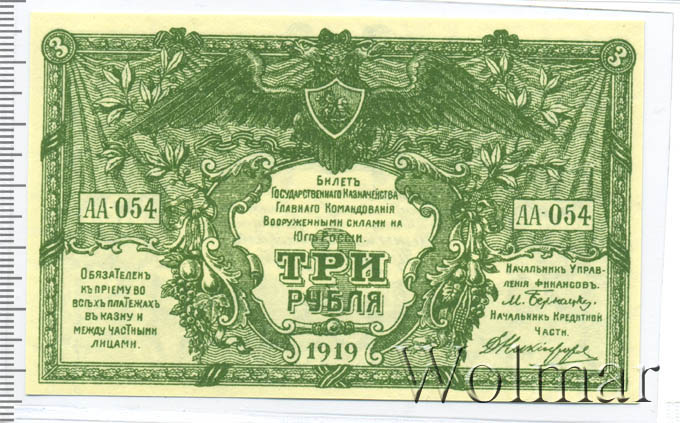 3
3
БИЛЕТЪ
ГОСУДАРСТВЕННАГО КАЗНАЧЕЙСТВА
ГЛАВНАГО КОМАНДОВАНІЯ
ВООРУЖЕННЫМИ СИЛАМИ НА
ЮГѢ РОССІИ.
АА-054
АА-054
ТРИ
РУБЛЯ
1919
ОБЯЗАТЕЛЕНЪ
КЪ ПРІЕМУ ВО
ВСѢХЪ ПЛАТЕЖАХЪ
ВЪ КАЗНУ И
МЕЖДУ ЧАСТНЫМИ
ЛИЦАМИ.
НАЧАЛЬНИКЪ УПРАВ-
ЛЕНІЯ ФИНАНСОВЪ.
НАЧАЛЬНИКЪ КРЕДИТНОЙ
ЧАСТИ.
Wolmar